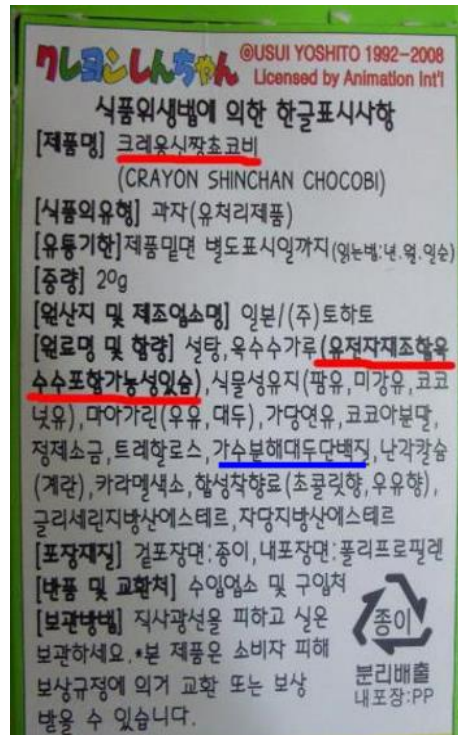 クレヨンしんちゃん ©USUI YOSHITO 1992-2008
Licensed by Animation Int'l
식품위생법에 의한 한글표시사항
[제품명] 크레용신짱쵸코비
(CRAYON SHINCHAN CHOCOBI)
[식품의유형] 과자(유처리제품)
[유통기한]제품밑면 별도표시일까지(읽는법:년.월.일순)
[중량] 20g
[원산지 및 제조업소명] 일본/(주)토하토
[원료명 및 함량] 설탕,옥수수가루(유전자재조합옥
수수포함가능성있슴),식물성유지(팜유,미강유,코코
넛유),마아가린(우유,대두),가당연유,코코아분말,
정제소금,트레할로스,가수분해대두단백질,난각칼슘
(계란),카라멜색소,합성착향료(초콜릿향,우유향),
글리세린지방산에스테르,자당지방산에스테르
[포장재질] 겉포장면:종이,내포장면:폴리프로필렌
[반품 및 교환처] 수입업소 및 구입처
[보관방법] 직사광선을 피하고 실온
보관하세요.*본 제품은 소비자 피해
보상규정에 의거 교환 또는 보상
받을 수 있습니다.
종이
분리배출
내포장:PP